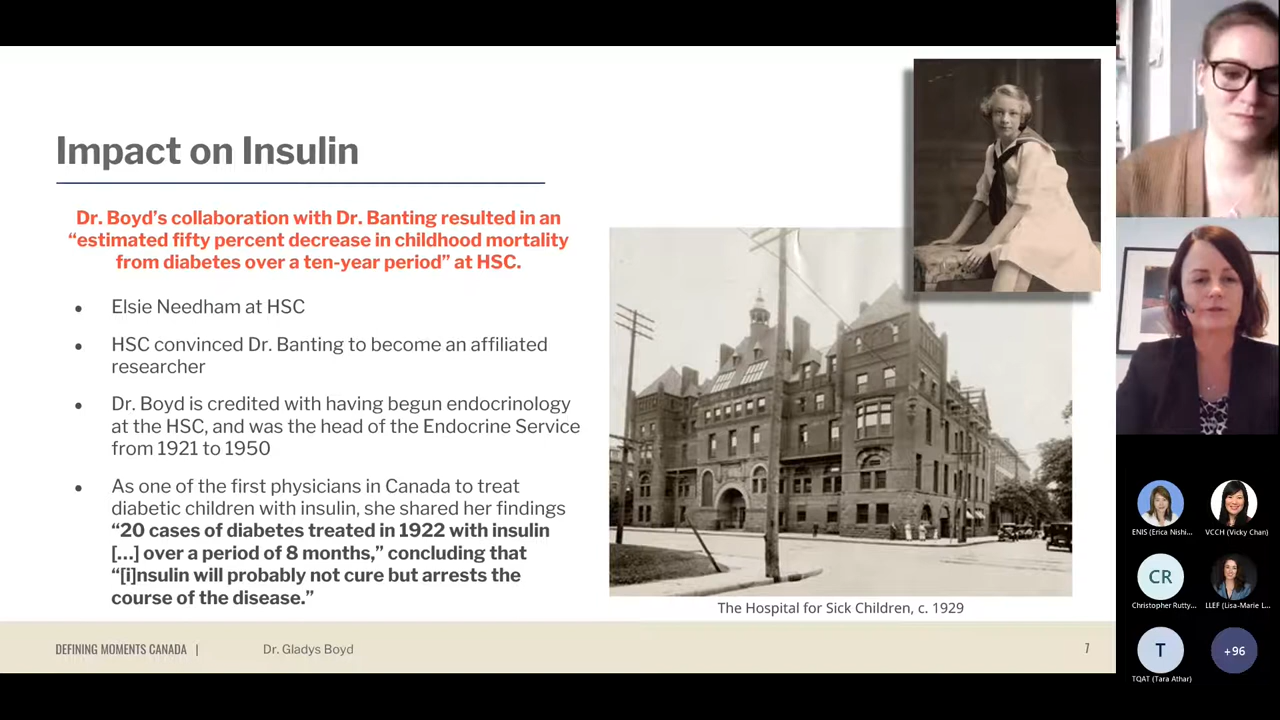 Impact on Insulin
Dr. Boyd's collaboration with Dr. Banting resulted in an
“estimated fifty percent decrease in childhood mortality
from diabetes over a ten-year period” at HSC.
• Elsie Needham at HSC
• HSC convinced Dr. Banting to become an affiliated
researcher
• Dr. Boyd is credited with having begun endocrinology
at the HSC, and was the head of the Endocrine Service
from 1921 to 1950
• As one of the first physicians in Canada to treat
diabetic children with insulin, she shared her findings
“20 cases of diabetes treated in 1922 with insulin
[...] over a period of 8 months,” concluding that
“[i]nsulin will probably not cure but arrests the
course of the disease.”
The Hospital for Sick Children, c. 1929
DEFINING MOMENTS CANADA | Dr. Gladys Boyd 7
ENIS (Erica Nishi...
VCCH (Vicky Chan)
CR
Christopher Rutty...
LLEF (Lisa-Marie L...
T
TQAT (Tara Athar)
+96